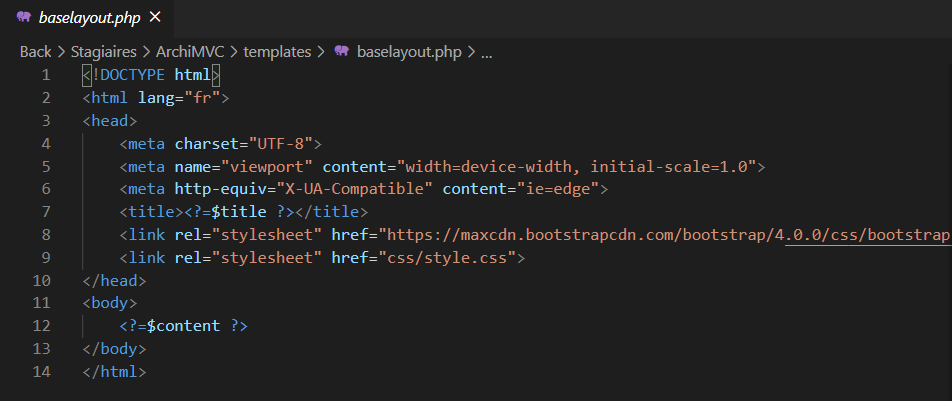 baselayout.php ×
Back > Stagiaires > ArchiMVC > templates > baselayout.php > ...
1 <!DOCTYPE html>
2 <html lang="fr">
3 <head>
4 <meta charset="UTF-8">
5 <meta name="viewport" content="width=device-width, initial-scale=1.0">
6 <meta http-equiv="X-UA-Compatible" content="ie=edge">
7 <title><?=$title ?></title>
8 <link rel="stylesheet" href="https://maxcdn.bootstrapcdn.com/bootstrap/4.0.0/css/bootstrap
9 <link rel="stylesheet" href="css/style.css">
10 </head>
11 <body>
12 <?=$content ?>
13 </body>
14 </html>